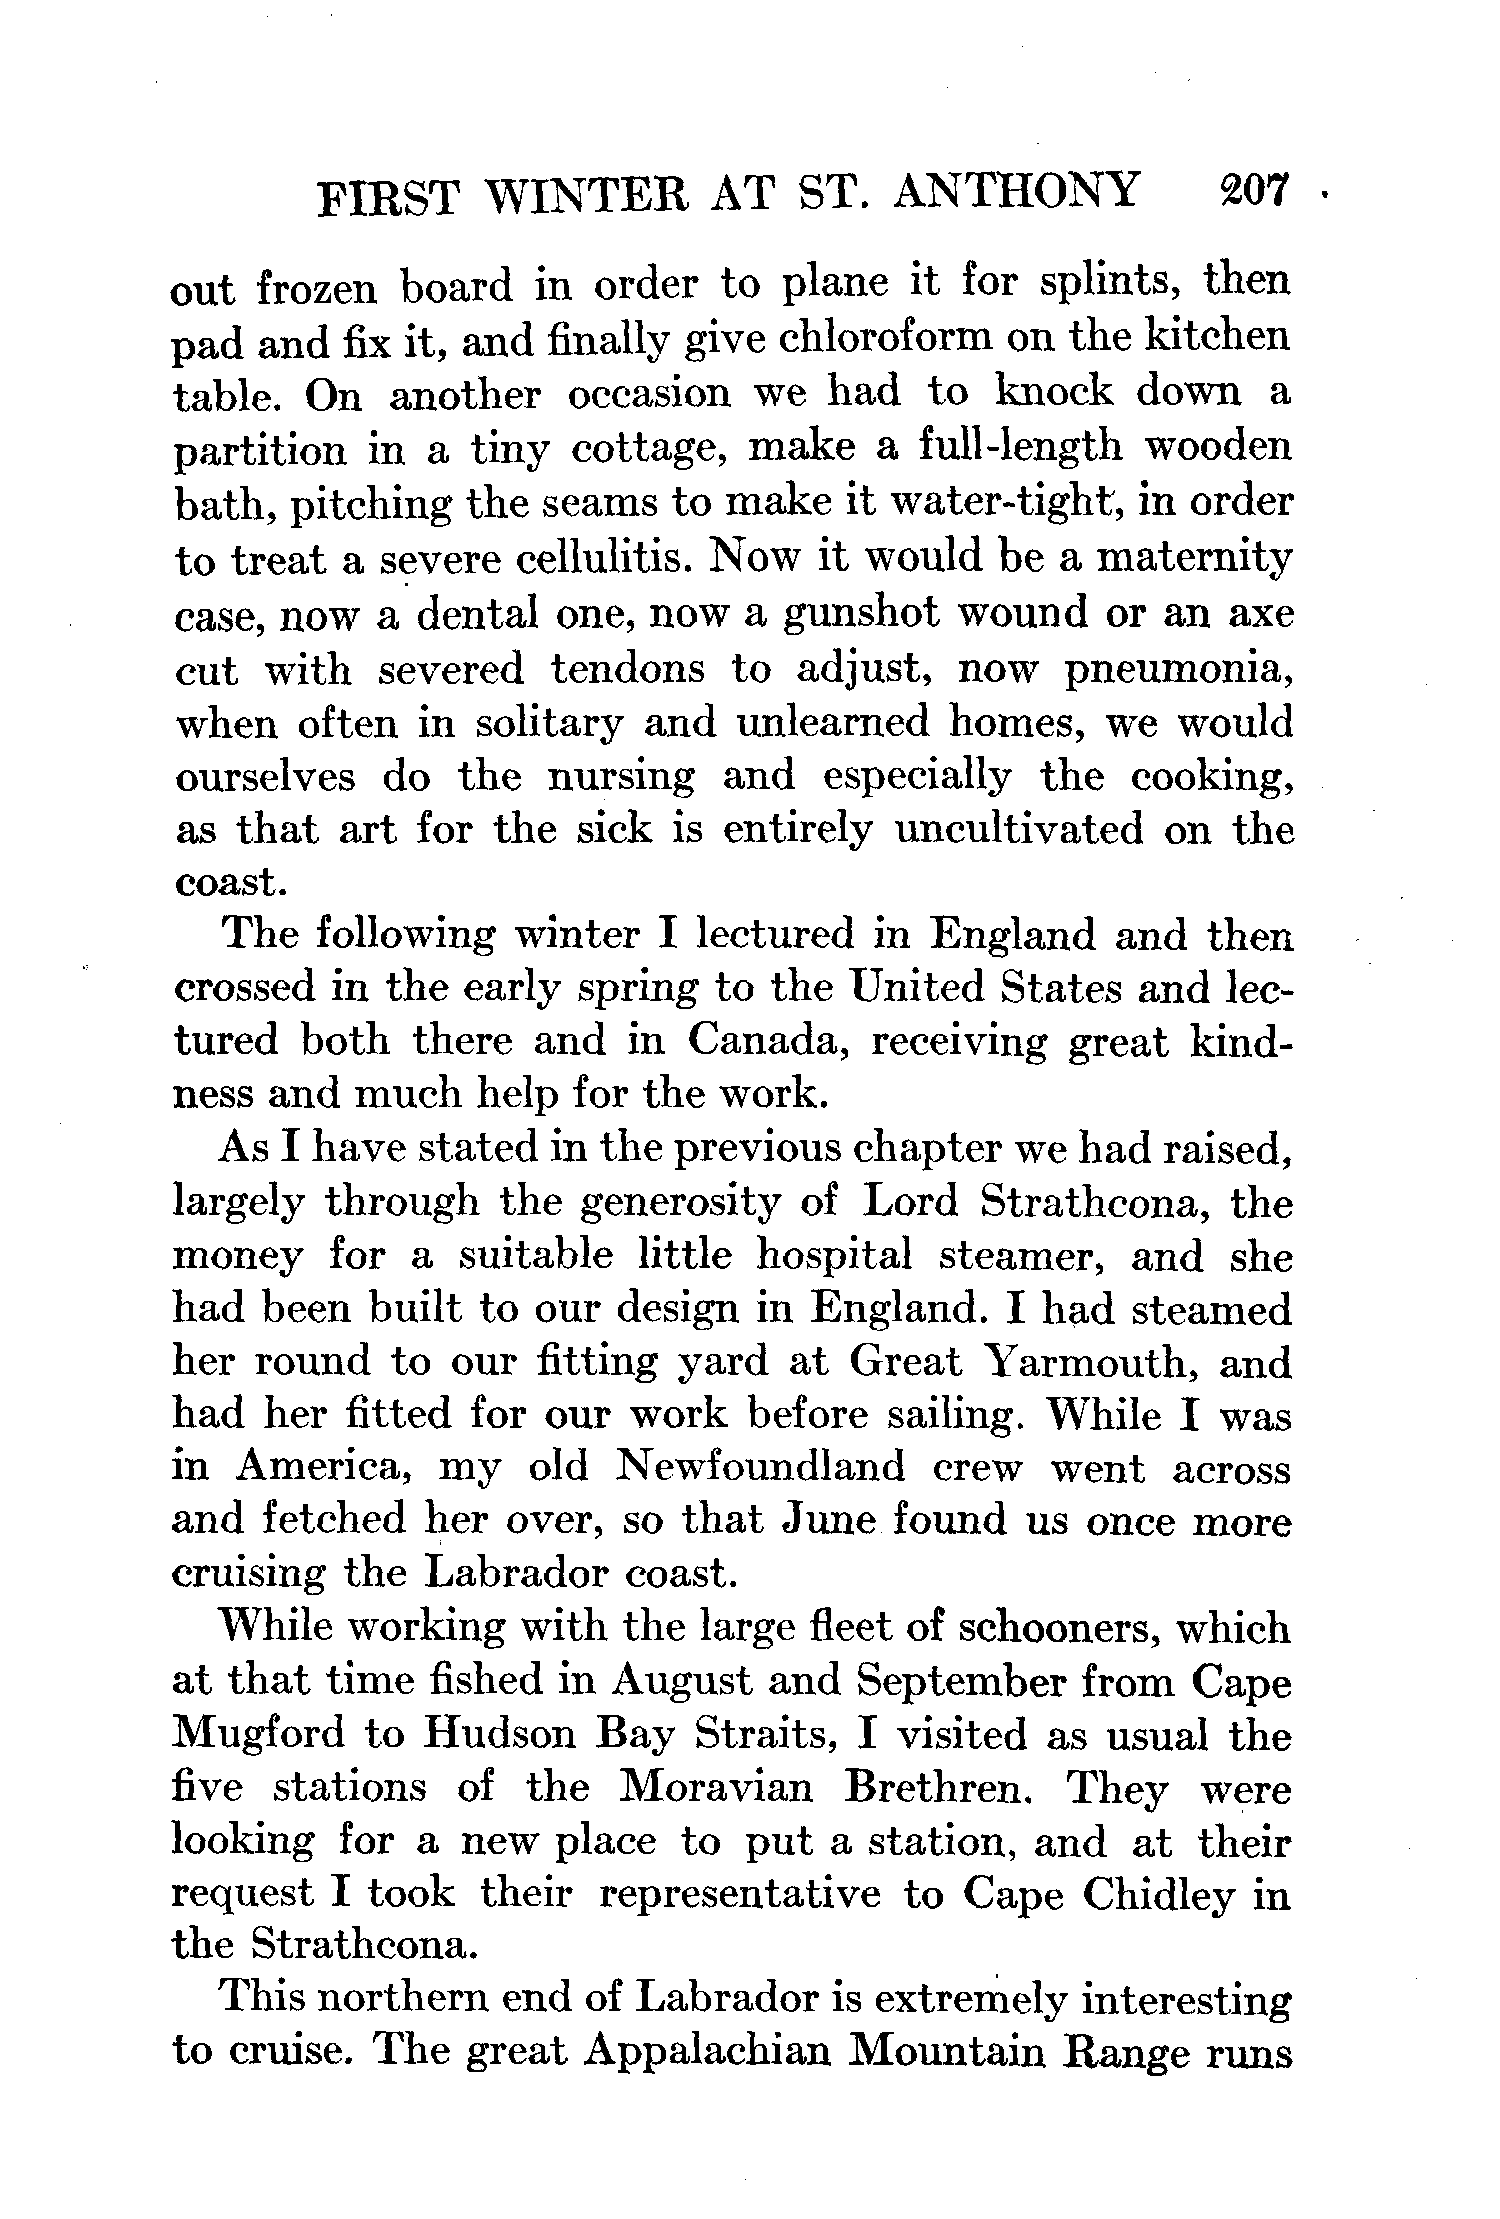 FIRST WINTER AT ST. ANTHONY 207
out frozen board in order to plane it for splints, then
pad and fix it, and finally give chloroform on the kitchen
table. On another occasion we had to knock down a
partition in a tiny cottage, make a full-length wooden
bath, pitching the seams to make it water-tight, in order
to treat a severe cellulitis. Now it would be a maternity
case, now a dental one, now a gunshot wound or an axe
cut with severed tendons to adjust, now pneumonia,
when often in solitary and unlearned homes, we would
ourselves do the nursing and especially the cooking,
as that art for the sick is entirely uncultivated on the
coast.
The following winter I lectured in England and then
crossed in the early spring to the United States and lec-
tured both there and in Canada, receiving great kind-
ness and much help for the work.
As I have stated in the previous chapter we had raised,
largely through the generosity of Lord Strathcona, the
money for a suitable little hospital steamer, and she
had been built to our design in England. I had steamed
her round to our fitting yard at Great Yarmouth, and
had her fitted for our work before sailing. While I was
in America, my old Newfoundland crew went across
and fetched her over, so that June found us once more
cruising the Labrador coast.
While working with the large fleet of schooners, which
at that time fished in August and September from Cape
Mugford to Hudson Bay Straits, I visited as usual the
five stations of the Moravian Brethren. They were
looking for a new place to put a station, and at their
request I took their representative to Cape Chidley in
the Strathcona.
This northern end of Labrador is extremely interesting
to cruise. The great Appalachian Mountain Range runs